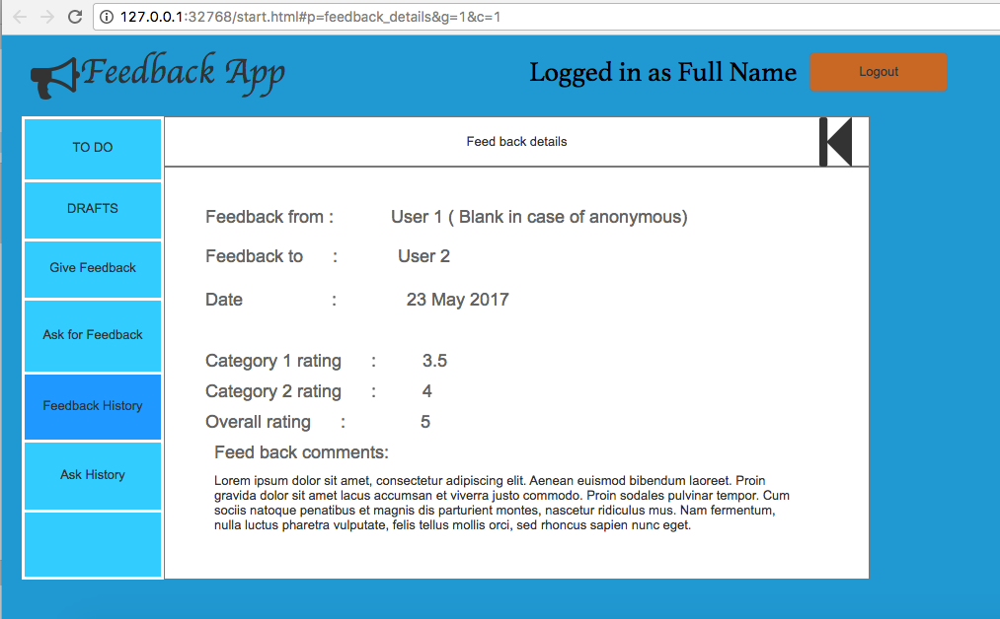 127.0.0.1:32768/start.html#p=feedback_details&g=1&c=1
Feedback App
Logged in as Full Name
Logout
TO DO
DRAFTS
Give Feedback
Ask for Feedback
Feedback History
Ask History
Feed back details
Feedback from : User 1 ( Blank in case of anonymous)
Feedback to : User 2
Date : 23 May 2017
Category 1 rating : 3.5
Category 2 rating : 4
Overall rating : 5
Feed back comments:
Lorem ipsum dolor sit amet, consectetur adipiscing elit. Aenean euismod bibendum laoreet. Proin
gravida dolor sit amet lacus accumsan et viverra justo commodo. Proin sodales pulvinar tempor. Cum
sociis natoque penatibus et magnis dis parturient montes, nascetur ridiculus mus. Nam fermentum,
nulla luctus pharetra vulputate, felis tellus mollis orci, sed rhoncus sapien nunc eget.